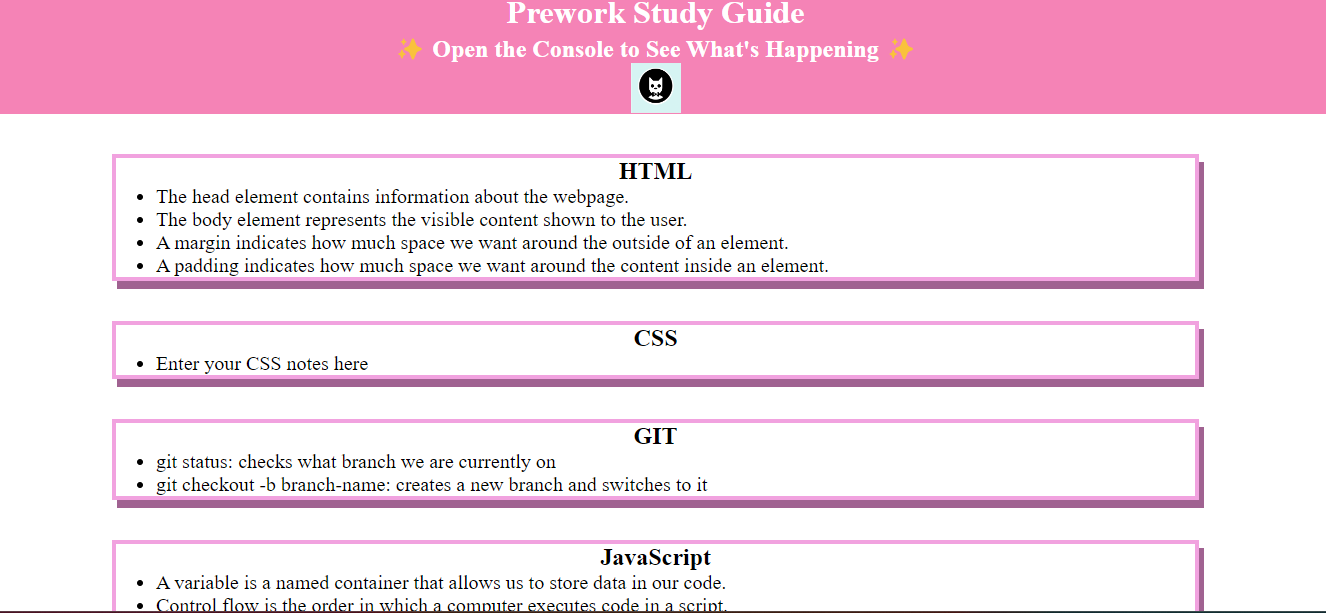 Prework Study Guide
✨ Open the Console to See What's Happening ✨
HTML
• The head element contains information about the webpage.
• The body element represents the visible content shown to the user.
• A margin indicates how much space we want around the outside of an element.
• A padding indicates how much space we want around the content inside an element.
CSS
• Enter your CSS notes here
GIT
• git status: checks what branch we are currently on
• git checkout -b branch-name: creates a new branch and switches to it
JavaScript
• A variable is a named container that allows us to store data in our code.
• Control flow is the order in which a computer executes code in a script.